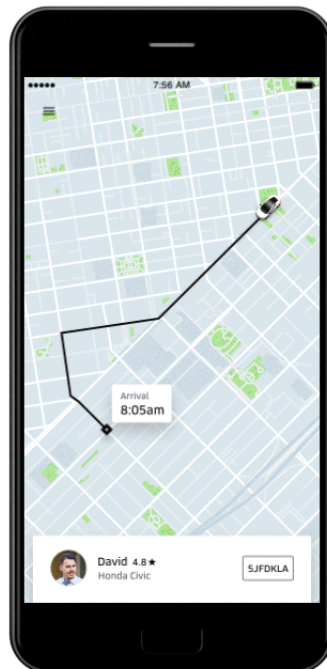 7:56 AM
Arrival
8:05am
David 4.8★
Honda Civic
5JFDKLA